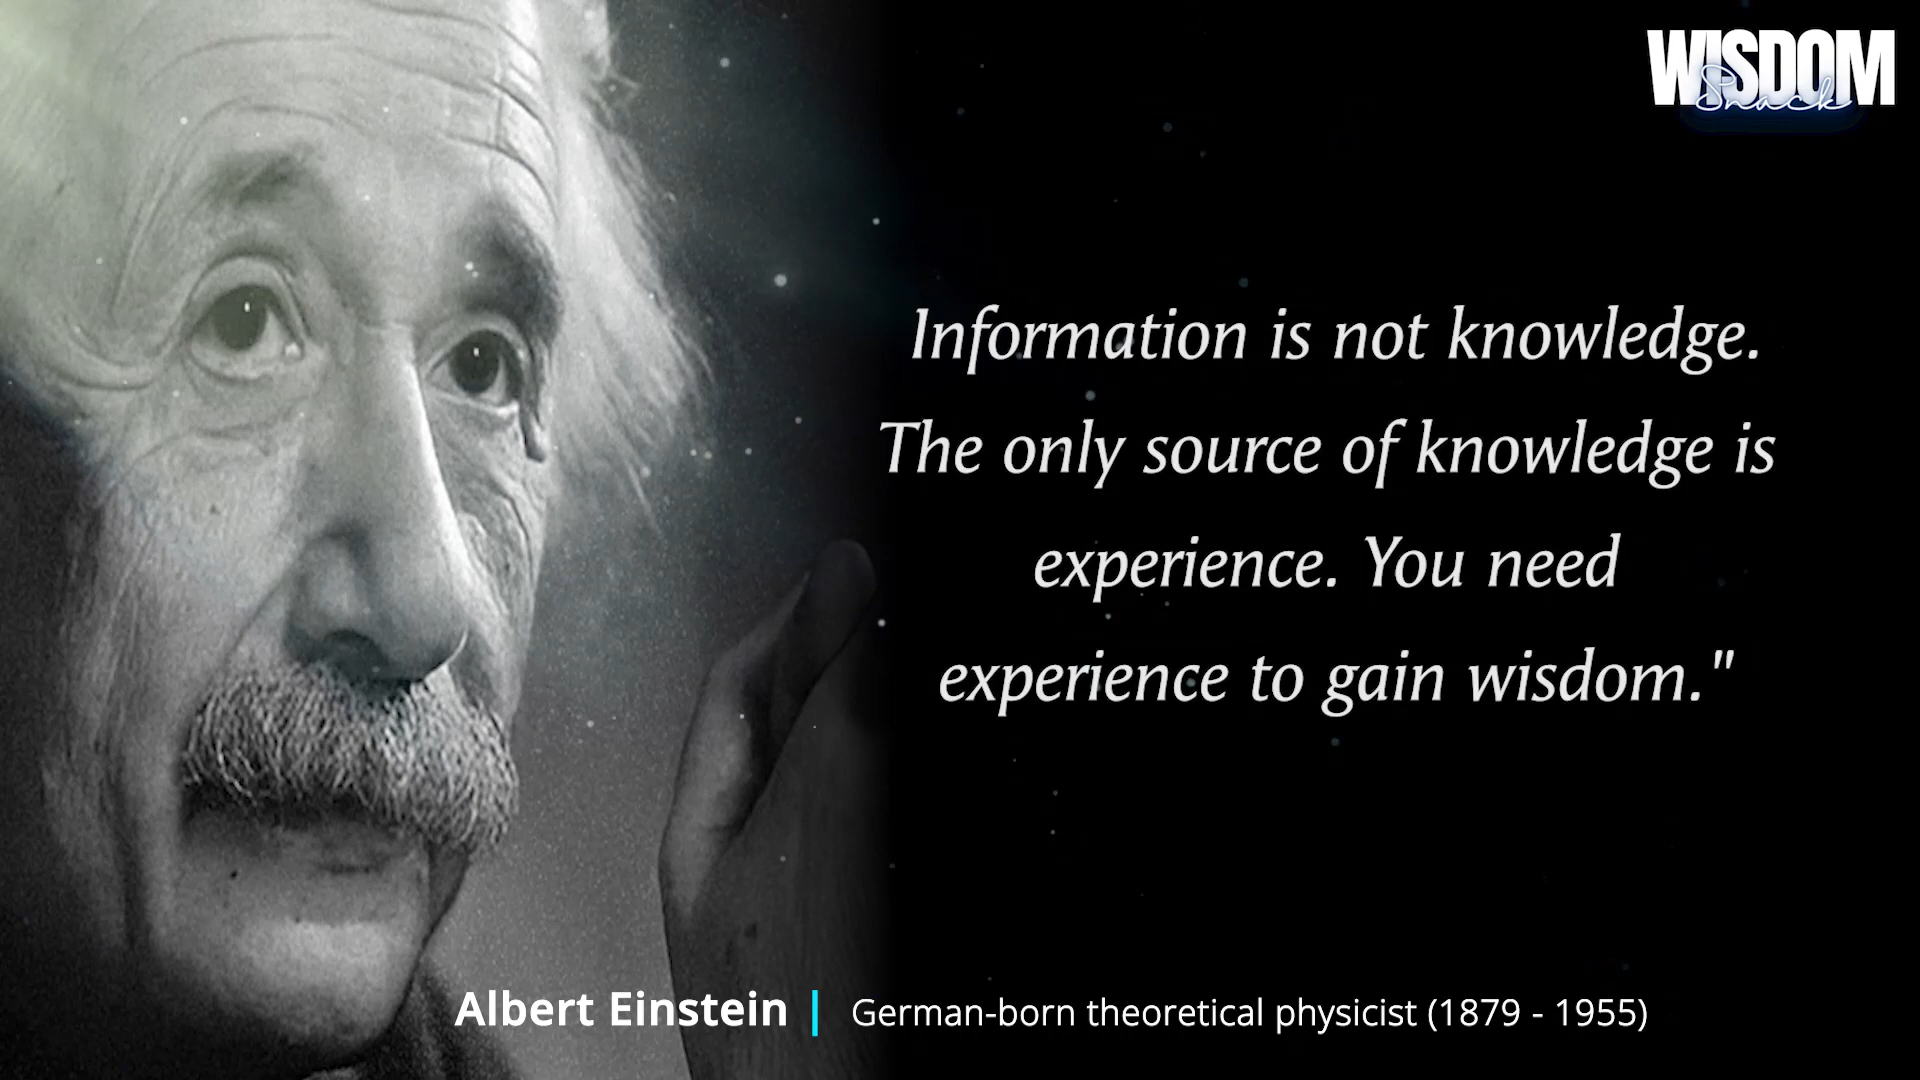 WISDOM
Snack
Information is not knowledge.
The only source of knowledge is
experience. You need
experience to gain wisdom."
Albert Einstein | German-born theoretical physicist (1879 - 1955)